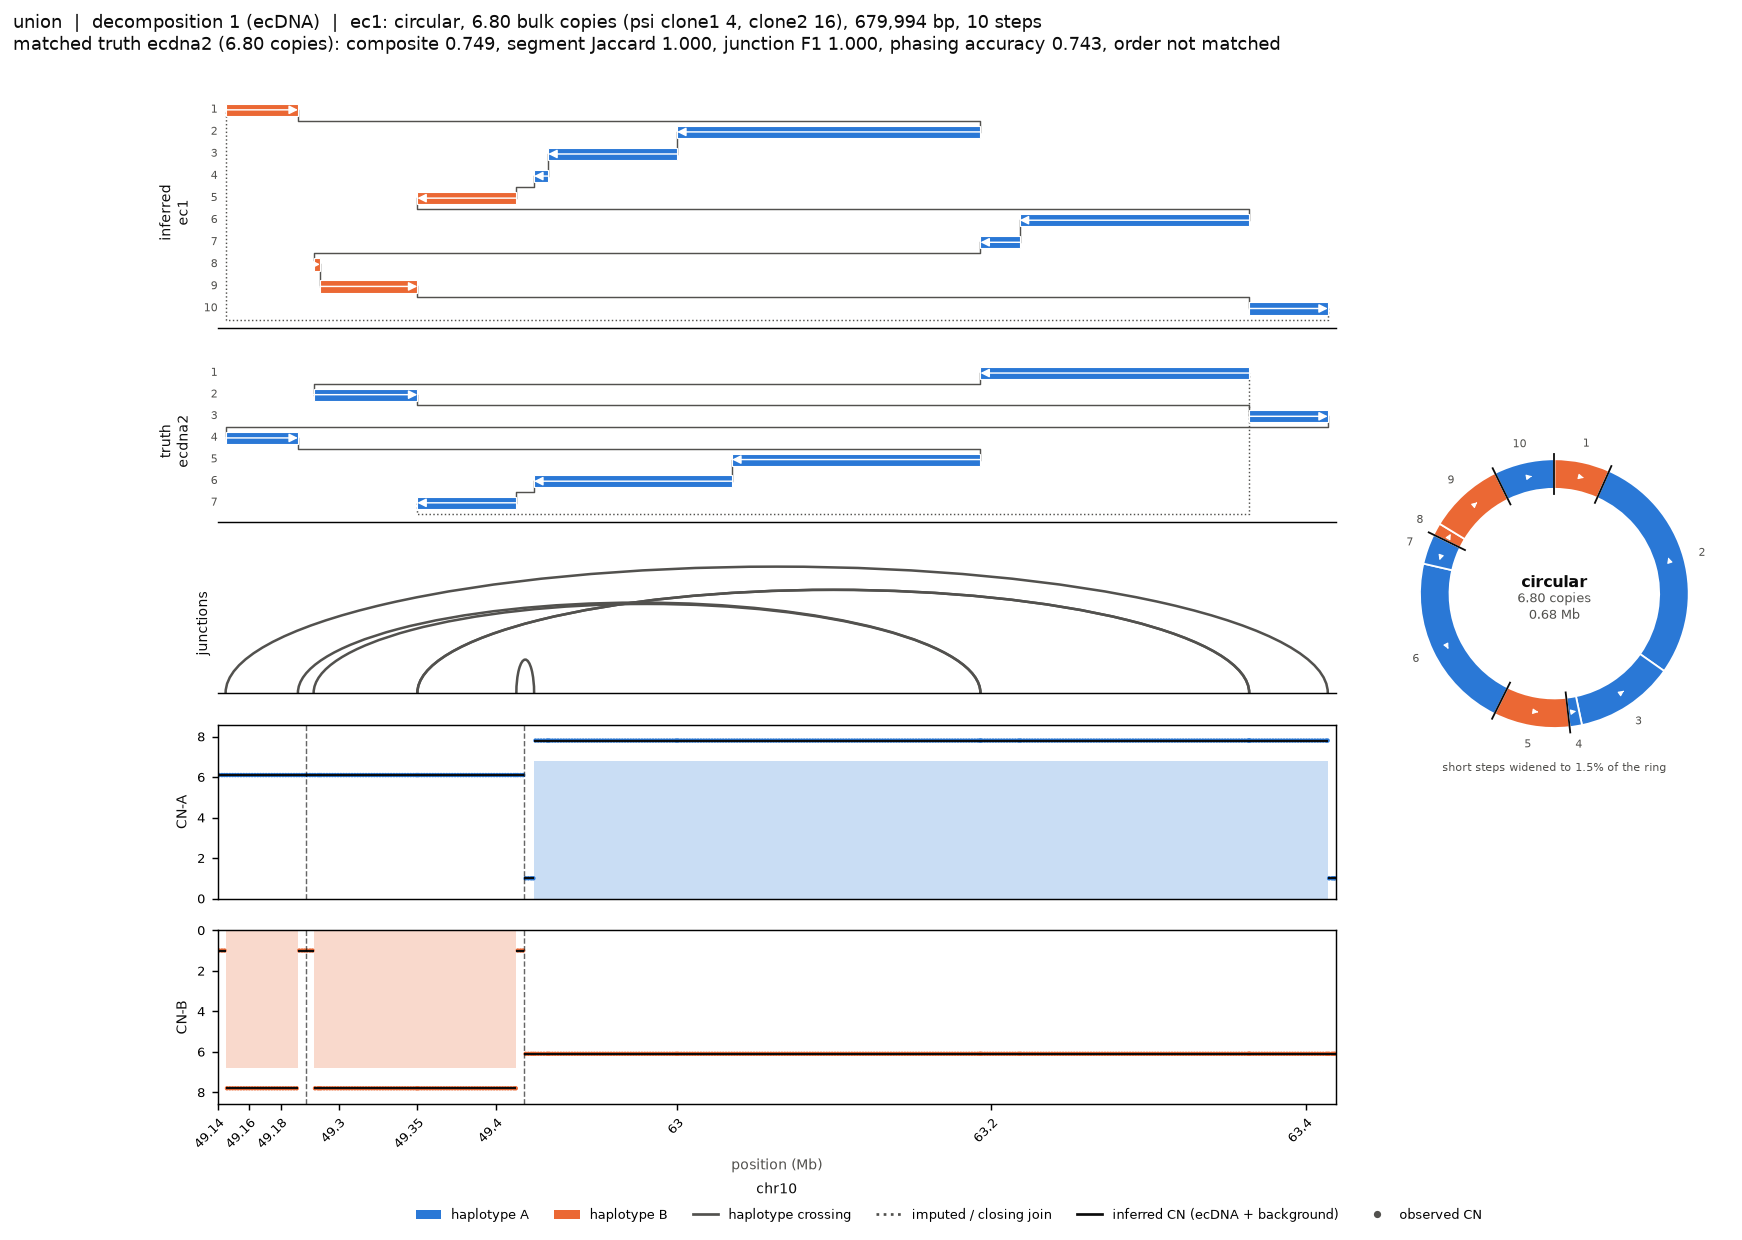 union | decomposition 1 (ecDNA) | ec1: circular, 6.80 bulk copies (psi clone1 4, clone2 16), 679,994 bp, 10 steps
matched truth ecdna2 (6.80 copies): composite 0.749, segment Jaccard 1.000, junction F1 1.000, phasing accuracy 0.743, order not matched
inferred
ec1
1
2
3
4
5
6
7
8
9
10
truth
ecdna2
1
2
3
4
5
6
7
junctions
CN-A
8
6
4
2
0
CN-B
0
2
4
6
8
49.14
49.16
49.18
49.3
49.35
49.4
63
63.2
63.4
position (Mb)
chr10
10
1
9
8
7
2
6
3
5
4
circular
6.80 copies
0.68 Mb
short steps widened to 1.5% of the ring
haplotype A
haplotype B
haplotype crossing
imputed / closing join
inferred CN (ecDNA + background)
observed CN